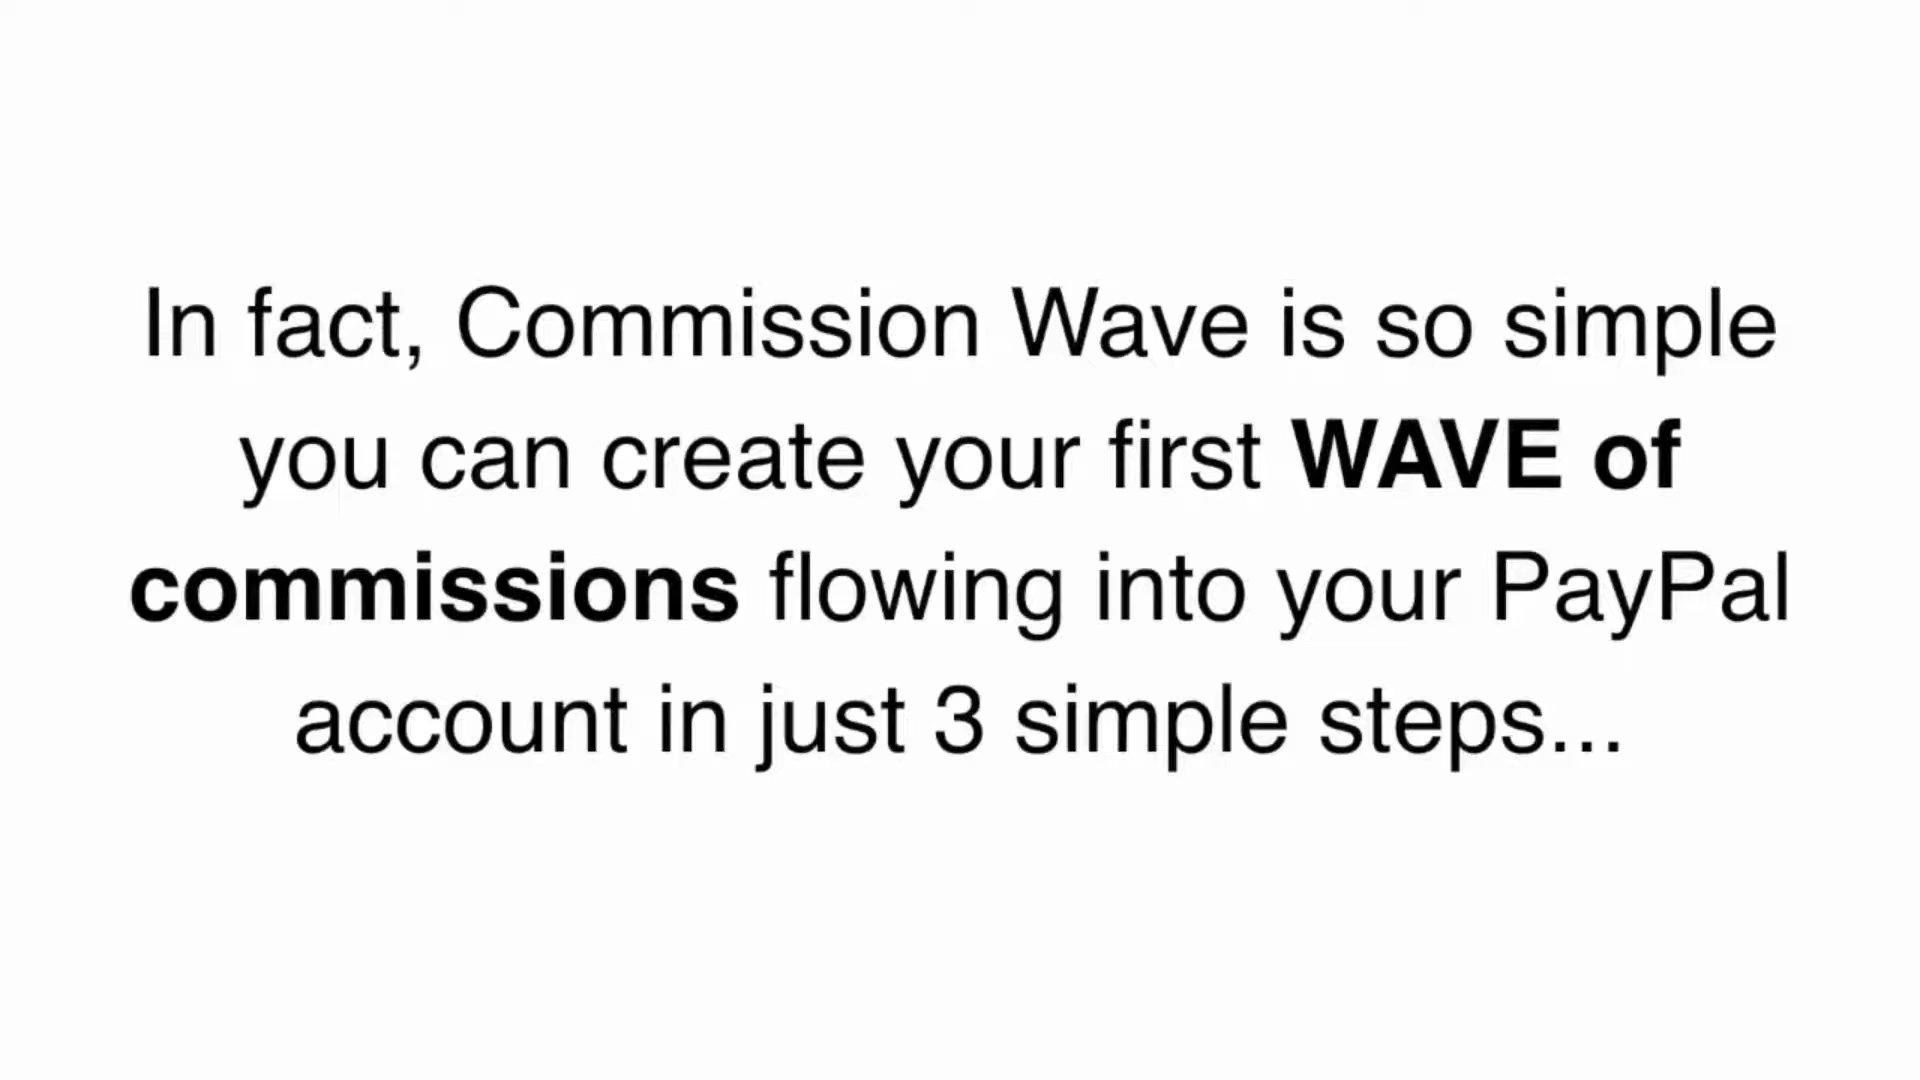 In fact, Commission Wave is so simple
you can create your first WAVE of
commissions flowing into your PayPal
account in just 3 simple steps...